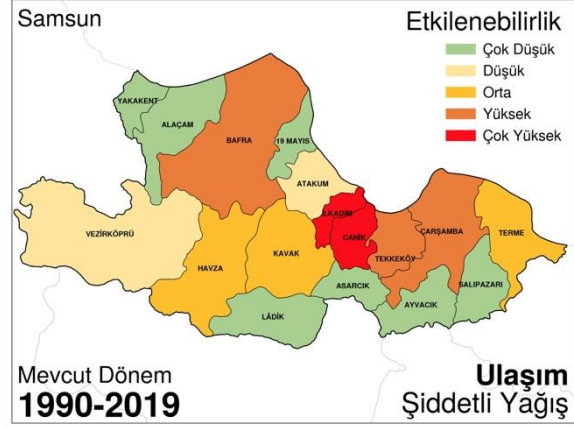 Samsun
Etkilenebilirlik
Çok Düşük
Düşük
Orta
Yüksek
Çok Yüksek
YAKAKENT
ALAÇAM
BAFRA
19 MAYIS
ATAKUM
VEZİRKÖPRÜ
İLKADIM
CANİK
ÇARŞAMBA
TERME
HAVZA
KAVAK
TEKKEKÖY
ASARCIK
SALIPAZARI
AYVACIK
LÂDİK
Mevcut Dönem
1990-2019
Ulaşım
Şiddetli Yağış